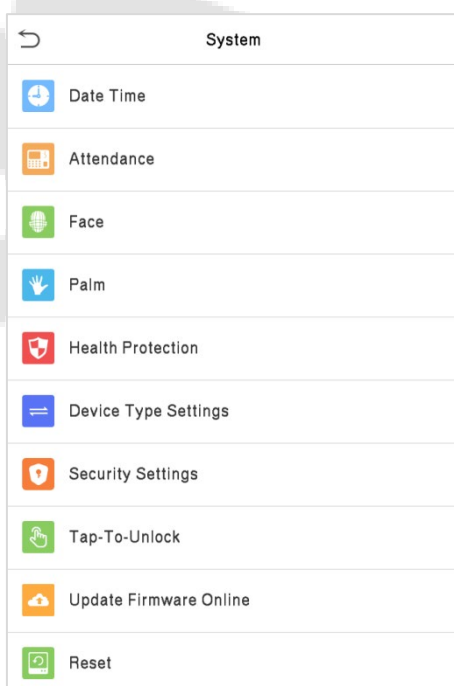 System
Date Time
Attendance
Face
Palm
Health Protection
Device Type Settings
Security Settings
Tap-To-Unlock
Update Firmware Online
Reset